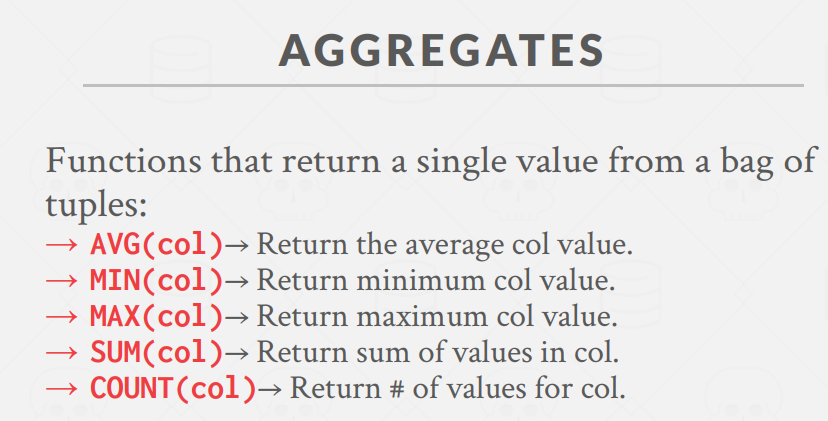 AGGREGATES
Functions that return a single value from a bag of
tuples:
→ AVG(col)→ Return the average col value.
→ MIN(col)→ Return minimum col value.
→ MAX(col)→ Return maximum col value.
→ SUM(col)→ Return sum of values in col.
→ COUNT(col)→ Return # of values for col.